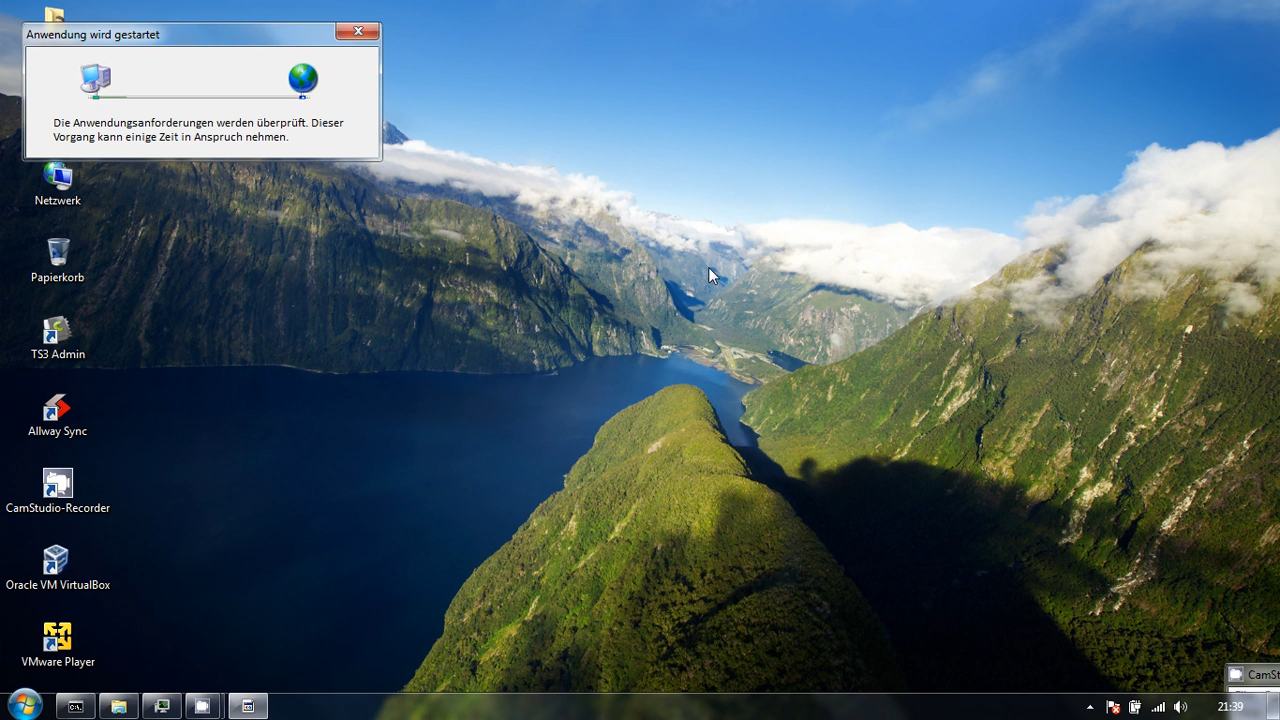 Anwendung wird gestartet
Die Anwendungsanforderungen werden überprüft. Dieser
Vorgang kann einige Zeit in Anspruch nehmen.
Netzwerk
Papierkorb
TS3 Admin
Allway Sync
CamStudio-Recorder
Oracle VM VirtualBox
VMware Player
CamSt
C:\.
21:39